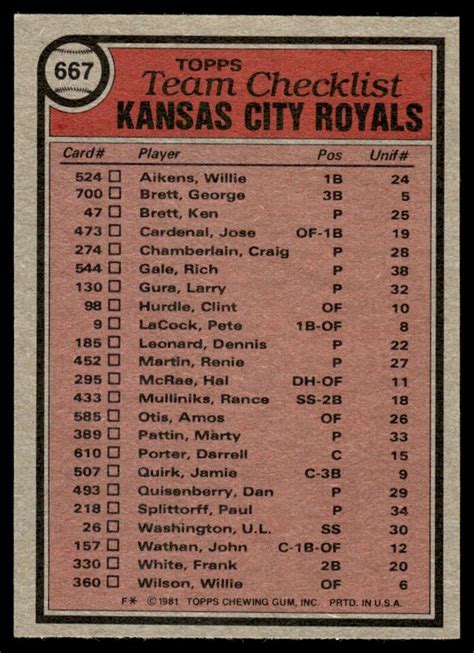 667
TOPPS
Team Checklist
KANSAS CITY ROYALS
Card# Player Pos Unif#
524 Aikens, Willie 1B 24
700 Brett, George 3B 5
47 Brett, Ken P 25
473 Cardenal, Jose OF-1B 19
274 Chamberlain, Craig P 28
544 Gale, Rich P 38
130 Gura, Larry P 32
98 Hurdle, Clint OF 10
9 LaCock, Pete 1B-OF 8
185 Leonard, Dennis P 22
452 Martin, Renie P 27
295 McRae, Hal DH-OF 11
433 Mulliniks, Rance SS-2B 18
585 Otis, Amos OF 26
389 Pattin, Marty P 33
610 Porter, Darrell C 15
507 Quirk, Jamie C-3B 9
493 Quisenberry, Dan P 29
218 Splittorff, Paul P 34
26 Washington, U.L. SS 30
157 Wathan, John C-1B-OF 12
330 White, Frank 2B 20
360 Wilson, Willie OF 6
F* ©1981 TOPPS CHEWING GUM, INC. PRTD. IN U.S.A.